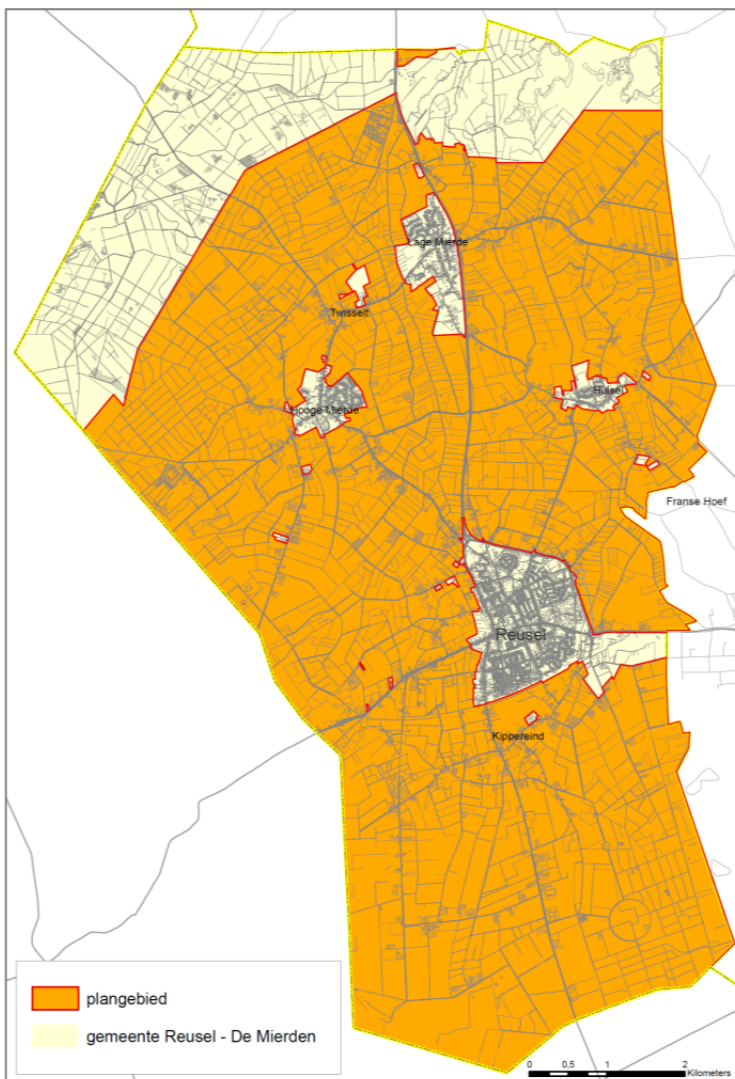 Lage Mierde
Twisselt
Hulsel
Hooge Mierde
Franse Hoef
Reusel
Kippereind
plangebied
gemeente Reusel - De Mierden
0 0,5 1 2
Kilometers